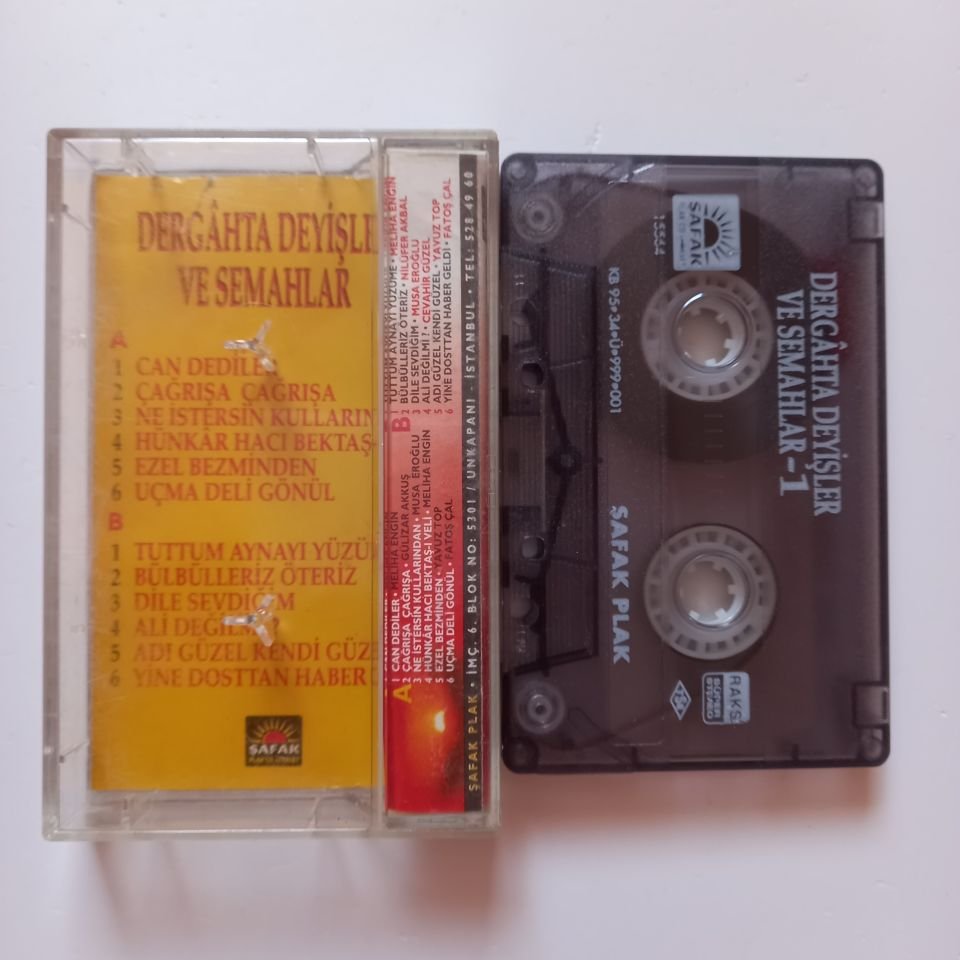 DERGÂHTA DEYİŞLE
VE SEMAHLAR
A
1 CAN DEDİLER
2 ÇAĞRIŞA ÇAĞRIŞA
3 NE İSTERSİN KULLARIN
4 HÜNKÂR HACI BEKTAŞ-
5 EZEL BEZMİNDEN
6 UÇMA DELİ GÖNÜL
B
1 TUTTUM AYNAYI YÜZÜ
2 BÜLBÜLLERİZ ÖTERİZ
3 DİLE SEVDİĞİM
4 ALİ DEĞİLMİ ?
5 ADI GÜZEL KENDİ GÜZE
6 YİNE DOSTTAN HABER
ŞAFAK
A
1 CAN DEDİLER • MELİHA ENGİN
2 ÇAĞRIŞA ÇAĞRIŞA • GÜLİZAR AKKUŞ
3 NE İSTERSİN KULLARINDAN • MUSA EROĞLU
4 HÜNKÂR HACI BEKTAŞ-I VELİ • MELİHA ENGİN
5 EZEL BEZMİNDEN • YAVUZ TOP
6 UÇMA DELİ GÖNÜL • FATOŞ ÇAL
B
1 TUTTUM AYNAYI YÜZÜME • MELİHA ENGİN
2 BÜLBÜLLERİZ ÖTERİZ • NİLÜFER AKBAL
3 DİLE SEVDİĞİM • MUSA EROĞLU
4 ALİ DEĞİLMİ ? • CEVAHİR GÜZEL
5 ADI GÜZEL KENDİ GÜZEL • YAVUZ TOP
6 YİNE DOSTTAN HABER GELDİ • FATOŞ ÇAL
ŞAFAK PLAK • İMÇ. 6. BLOK NO: 5301 / UNKAPANI - İSTANBUL • TEL: 528 49 60
ŞAFAK
15564
DERGÂHTA DEYİŞLER
VE SEMAHLAR-1
KB 95•34•Ü•999•001
ŞAFAK PLAK
RAKS
SÜPER
STEREO
TSE